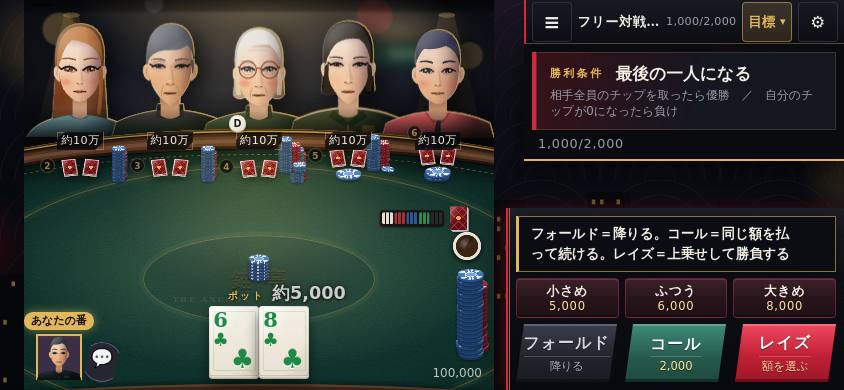 フリー対戦… 1,000/2,000 目標▼
勝利条件 最後の一人になる
相手全員のチップを取ったら優勝 ／ 自分のチ
ップが0になったら負け
1,000/2,000
D
約10万 約10万 約10万 約10万 約10万
2 3 4 5 6
ポット 約5,000
あなたの番
6 8
100,000
フォールド＝降りる。コール＝同じ額を払
って続ける。レイズ＝上乗せして勝負する
小さめ ふつう 大きめ
5,000 6,000 8,000
フォールド コール レイズ
降りる 2,000 額を選ぶ